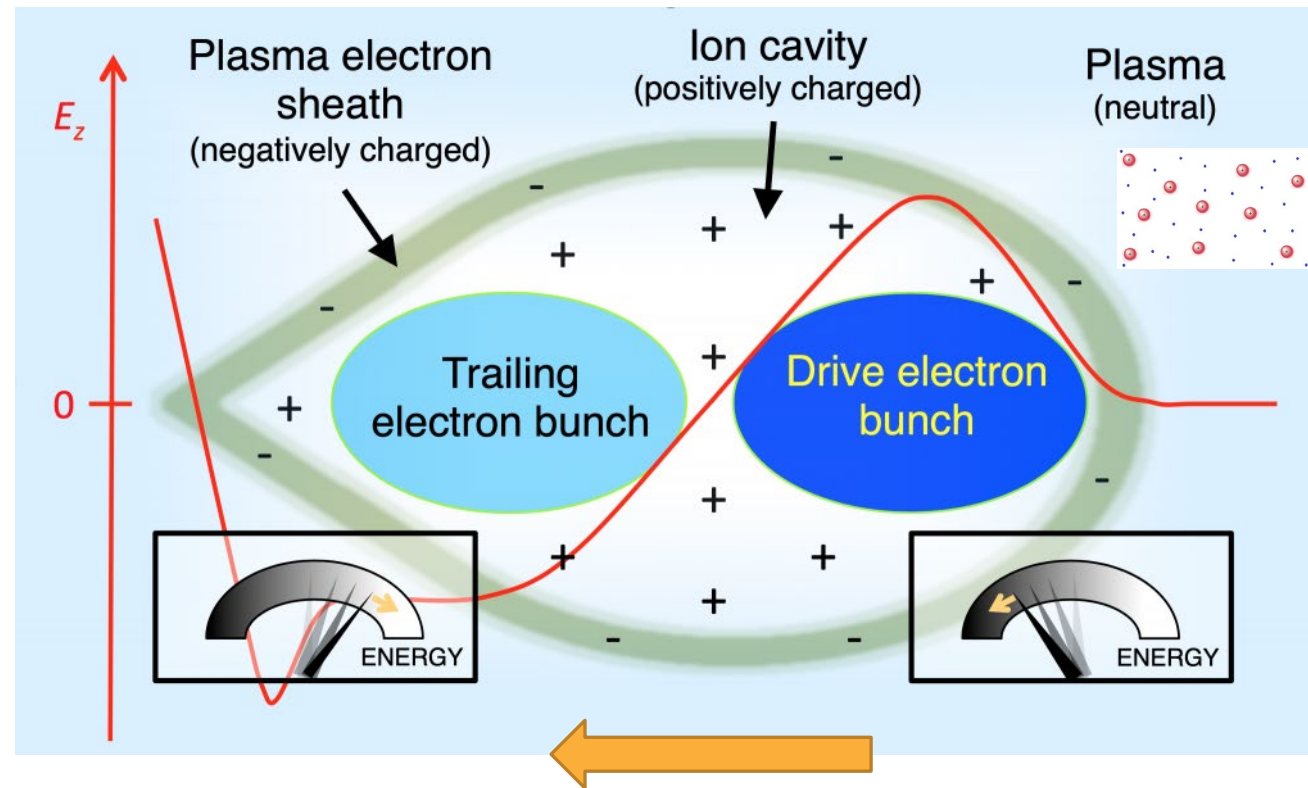 Plasma electron
sheath
(negatively charged)
Ion cavity
(positively charged)
Plasma
(neutral)
E_z
0
Trailing
electron bunch
Drive electron
bunch
ENERGY
ENERGY